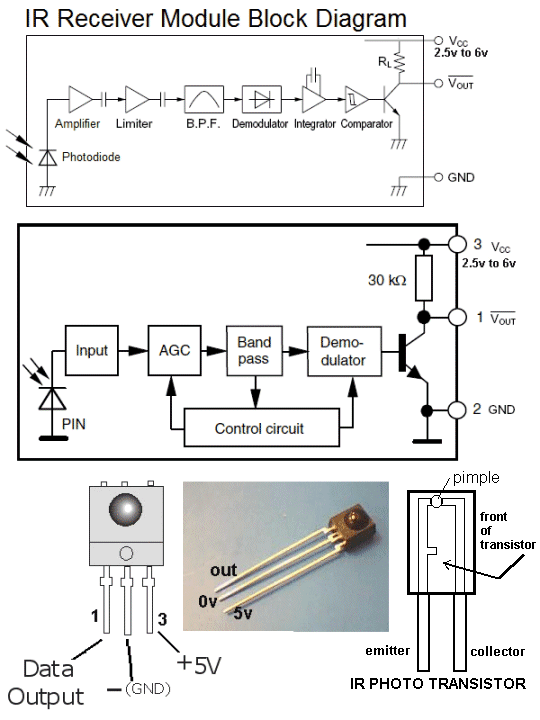 IR Receiver Module Block Diagram
VCC
2.5v to 6v
RL
VOUT
Amplifier
Limiter
B.P.F.
Demodulator
Integrator
Comparator
Photodiode
GND
3 VCC
2.5v to 6v
30 kΩ
1 VOUT
Input
AGC
Band
pass
Demo-
dulator
2 GND
PIN
Control circuit
pimple
front
of
transistor
out
0v
5v
1
3
+5V
Data
Output
–(GND)
emitter
collector
IR PHOTO TRANSISTOR